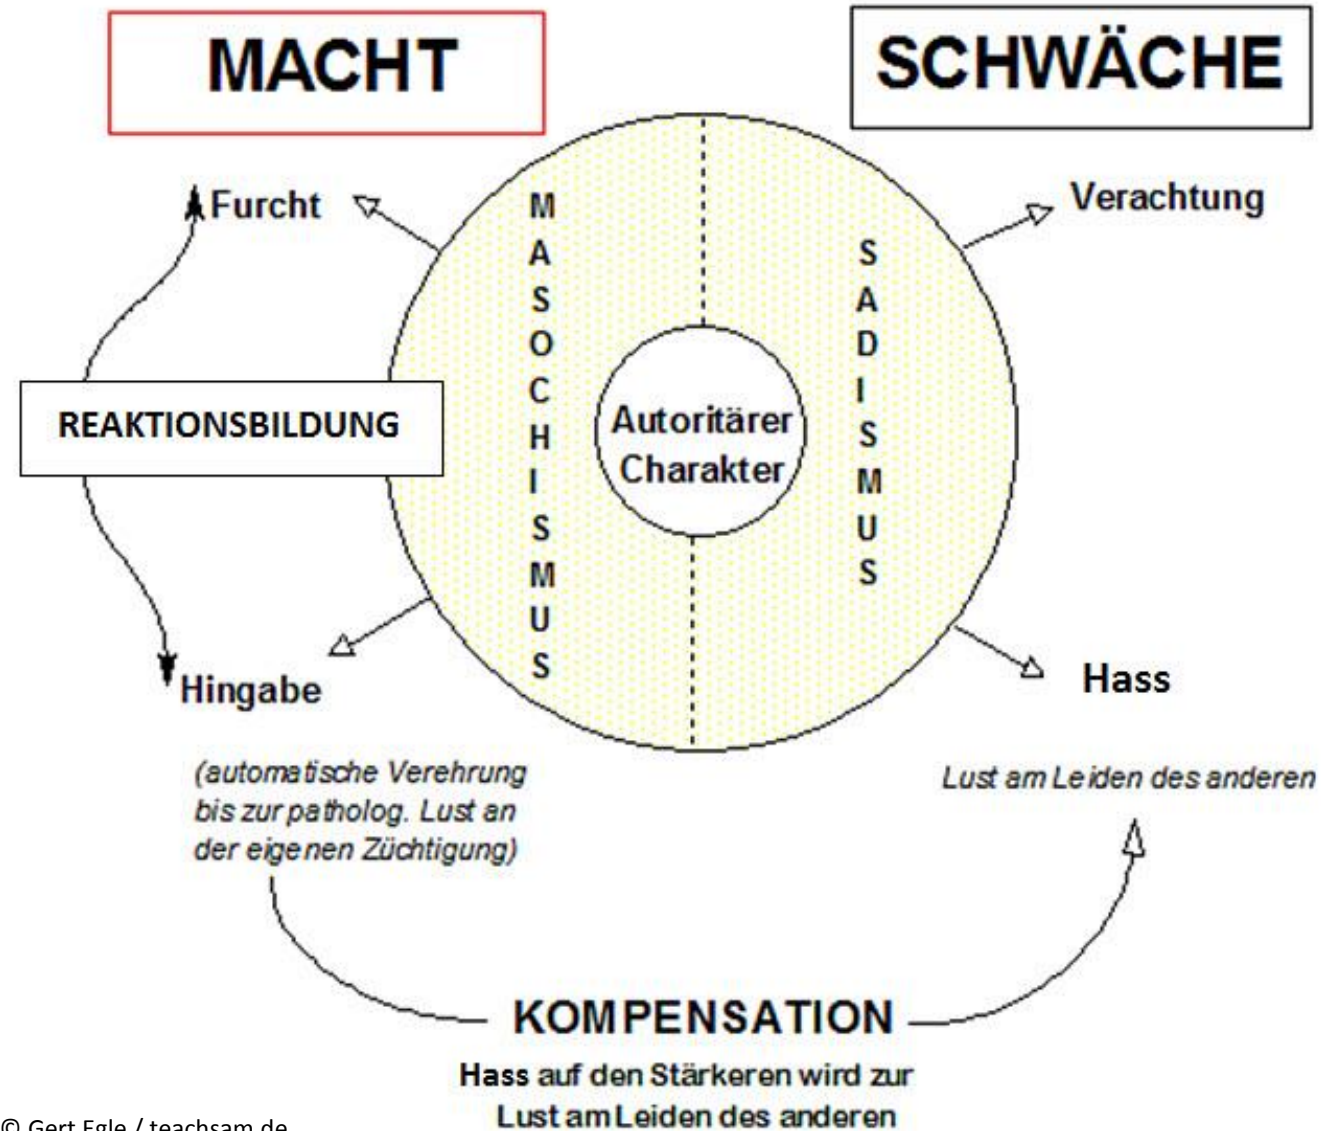 MACHT
SCHWÄCHE
Furcht
Verachtung
MASOCHISMUS
SADISMUS
REAKTIONSBILDUNG
Autoritärer
Charakter
Hingabe
Hass
(automatische Verehrung
bis zur patholog. Lust an
der eigenen Züchtigung)
Lust am Leiden des anderen
KOMPENSATION
Hass auf den Stärkeren wird zur
Lust am Leiden des anderen
© Gert Egle / teachsam.de